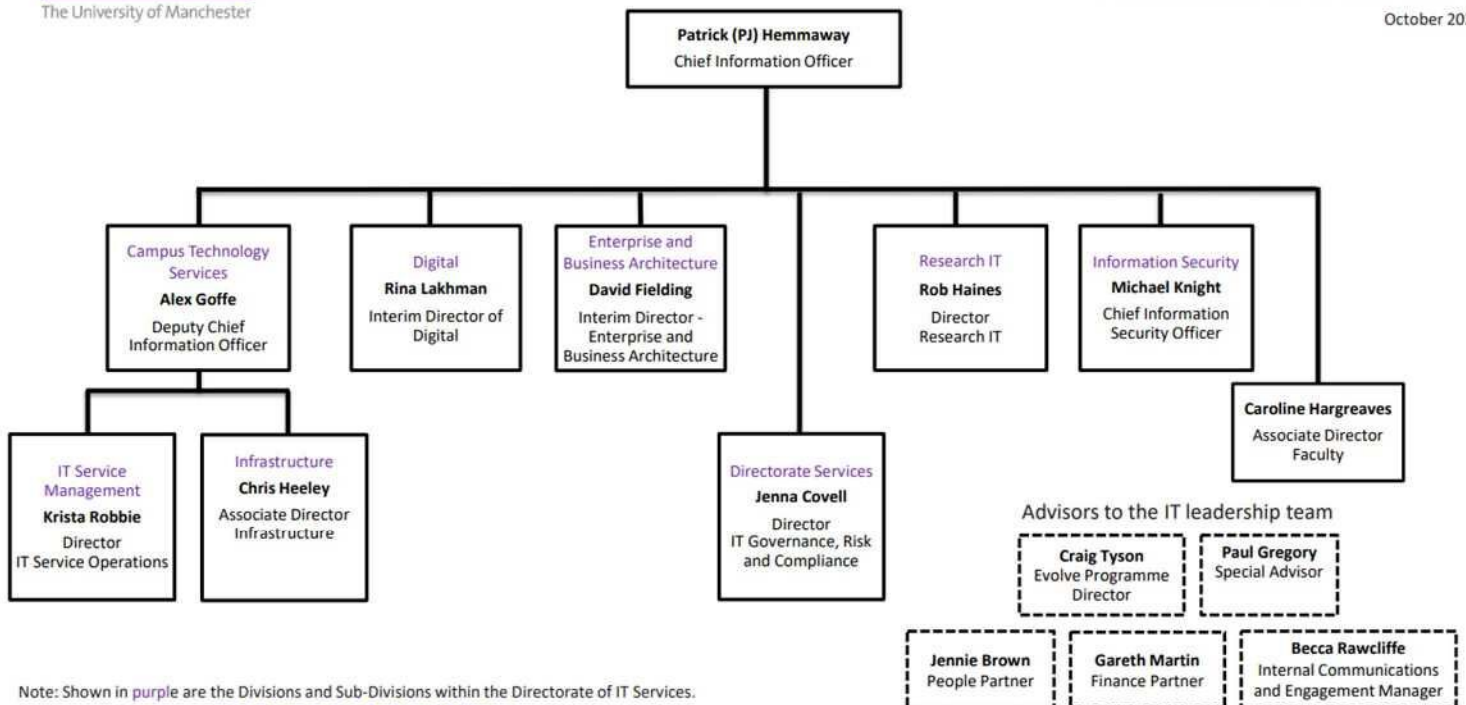 The University of Manchester
October 20
Patrick (PJ) Hemmaway
Chief Information Officer
Campus Technology
Services
Alex Goffe
Deputy Chief
Information Officer
Digital
Rina Lakhman
Interim Director of
Digital
Enterprise and
Business Architecture
David Fielding
Interim Director -
Enterprise and
Business Architecture
Research IT
Rob Haines
Director
Research IT
Information Security
Michael Knight
Chief Information
Security Officer
Caroline Hargreaves
Associate Director
Faculty
IT Service
Management
Krista Robbie
Director
IT Service Operations
Infrastructure
Chris Heeley
Associate Director
Infrastructure
Directorate Services
Jenna Covell
Director
IT Governance, Risk
and Compliance
Advisors to the IT leadership team
Craig Tyson
Evolve Programme
Director
Paul Gregory
Special Advisor
Jennie Brown
People Partner
Gareth Martin
Finance Partner
Becca Rawcliffe
Internal Communications
and Engagement Manager
Note: Shown in purple are the Divisions and Sub-Divisions within the Directorate of IT Services.